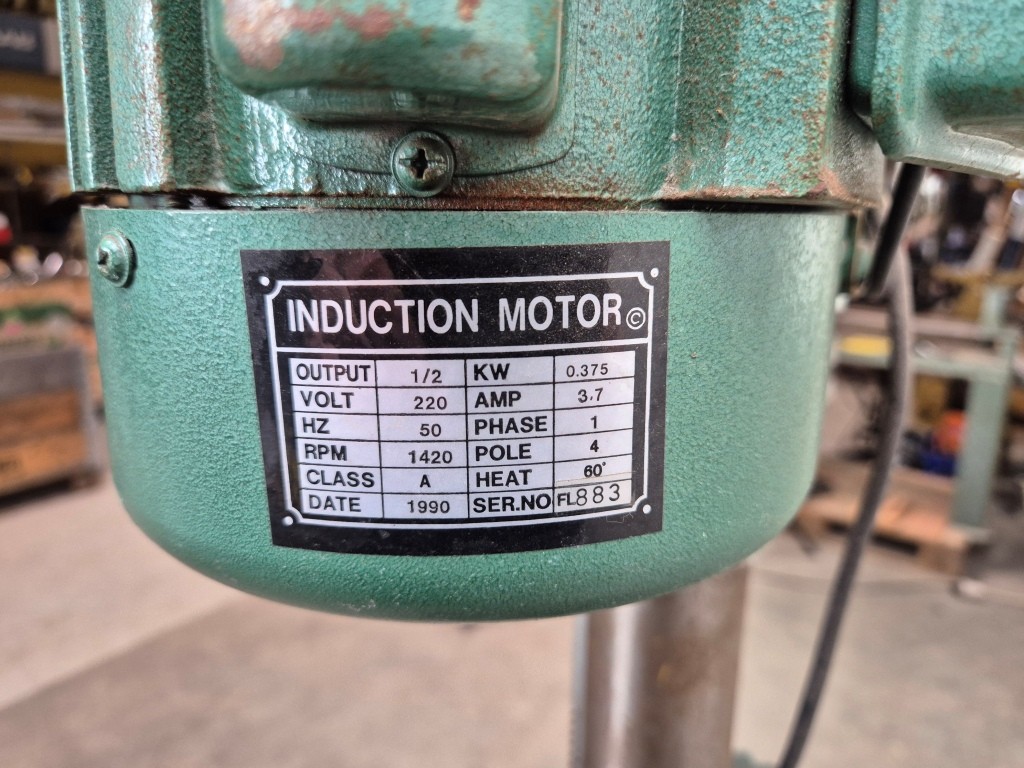 INDUCTION MOTOR ©
OUTPUT 1/2 KW 0.375
VOLT 220 AMP 3.7
HZ 50 PHASE 1
RPM 1420 POLE 4
CLASS A HEAT 60°
DATE 1990 SER.NO FL883